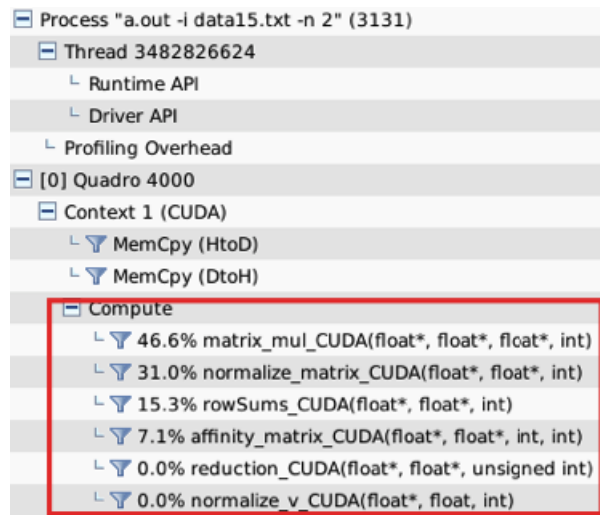 Process "a.out -i data15.txt -n 2" (3131)
Thread 3482826624
Runtime API
Driver API
Profiling Overhead
[0] Quadro 4000
Context 1 (CUDA)
MemCpy (HtoD)
MemCpy (DtoH)
Compute
46.6% matrix_mul_CUDA(float*, float*, float*, int)
31.0% normalize_matrix_CUDA(float*, float*, int)
15.3% rowSums_CUDA(float*, float*, int)
7.1% affinity_matrix_CUDA(float*, float*, int, int)
0.0% reduction_CUDA(float*, float*, unsigned int)
0.0% normalize_v_CUDA(float*, float, int)